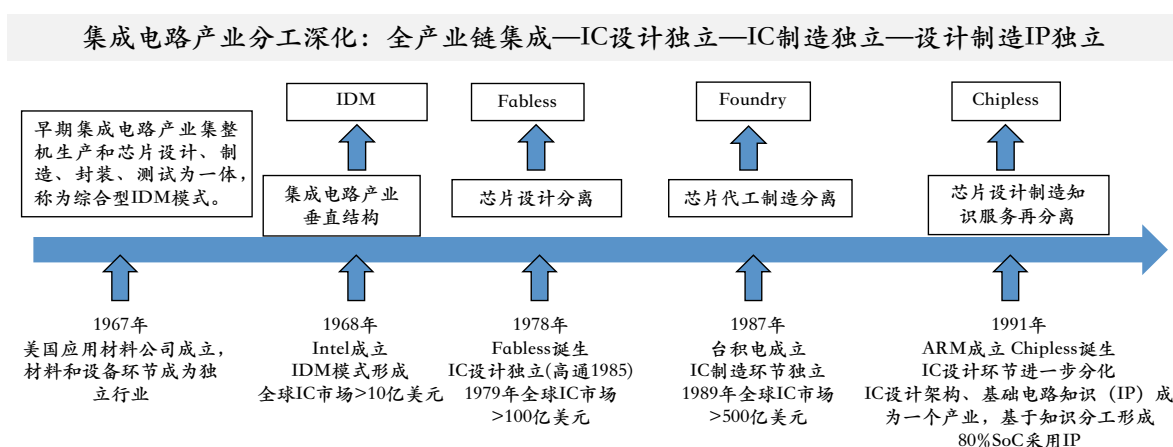 集成电路产业分工深化：全产业链集成—IC设计独立—IC制造独立—设计制造IP独立
早期集成电路产业集整
机生产和芯片设计、制
造、封装、测试为一体，
称为综合型IDM模式。
IDM
集成电路产业
垂直结构
Fabless
芯片设计分离
Foundry
芯片代工制造分离
Chipless
芯片设计制造知
识服务再分离
1967年
美国应用材料公司成立，
材料和设备环节成为独
立行业
1968年
Intel成立
IDM模式形成
全球IC市场>10亿美元
1978年
Fabless诞生
IC设计独立(高通1985)
1979年全球IC市场
>100亿美元
1987年
台积电成立
IC制造环节独立
1989年全球IC市场
>500亿美元
1991年
ARM成立 Chipless诞生
IC设计环节进一步分化
IC设计架构、基础电路知识（IP）成
为一个产业，基于知识分工形成
80%SoC采用IP